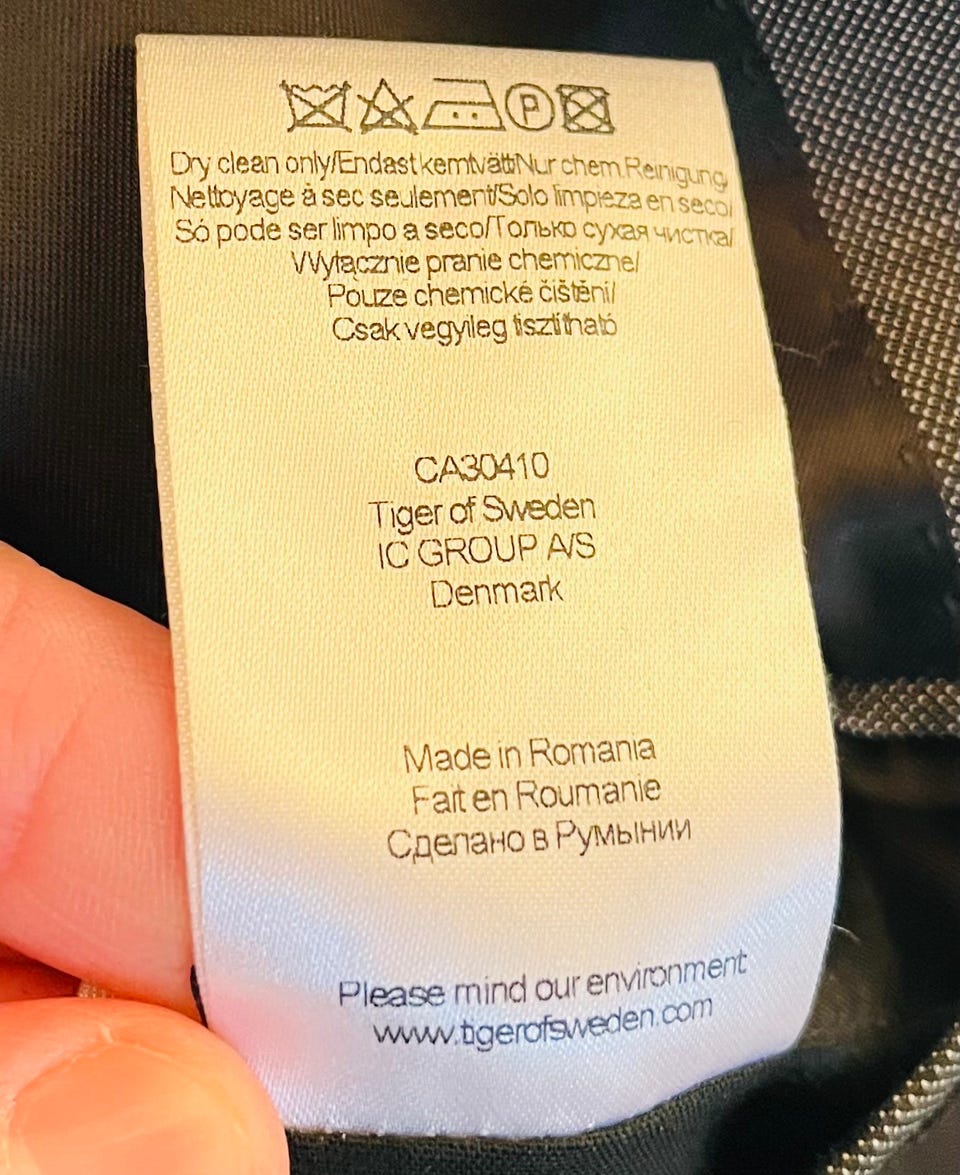 P
Dry clean only/Endast kemtvätt/Nur chem.Reinigung/
Nettoyage à sec seulement/Solo limpieza en seco/
Só pode ser limpo a seco/Только сухая чистка/
Wyłącznie pranie chemiczne/
Pouze chemické čištění/
Csak vegyileg tisztítható
CA30410
Tiger of Sweden
IC GROUP A/S
Denmark
Made in Romania
Fait en Roumanie
Сделано в Румынии
Please mind our environment
www.tigerofsweden.com